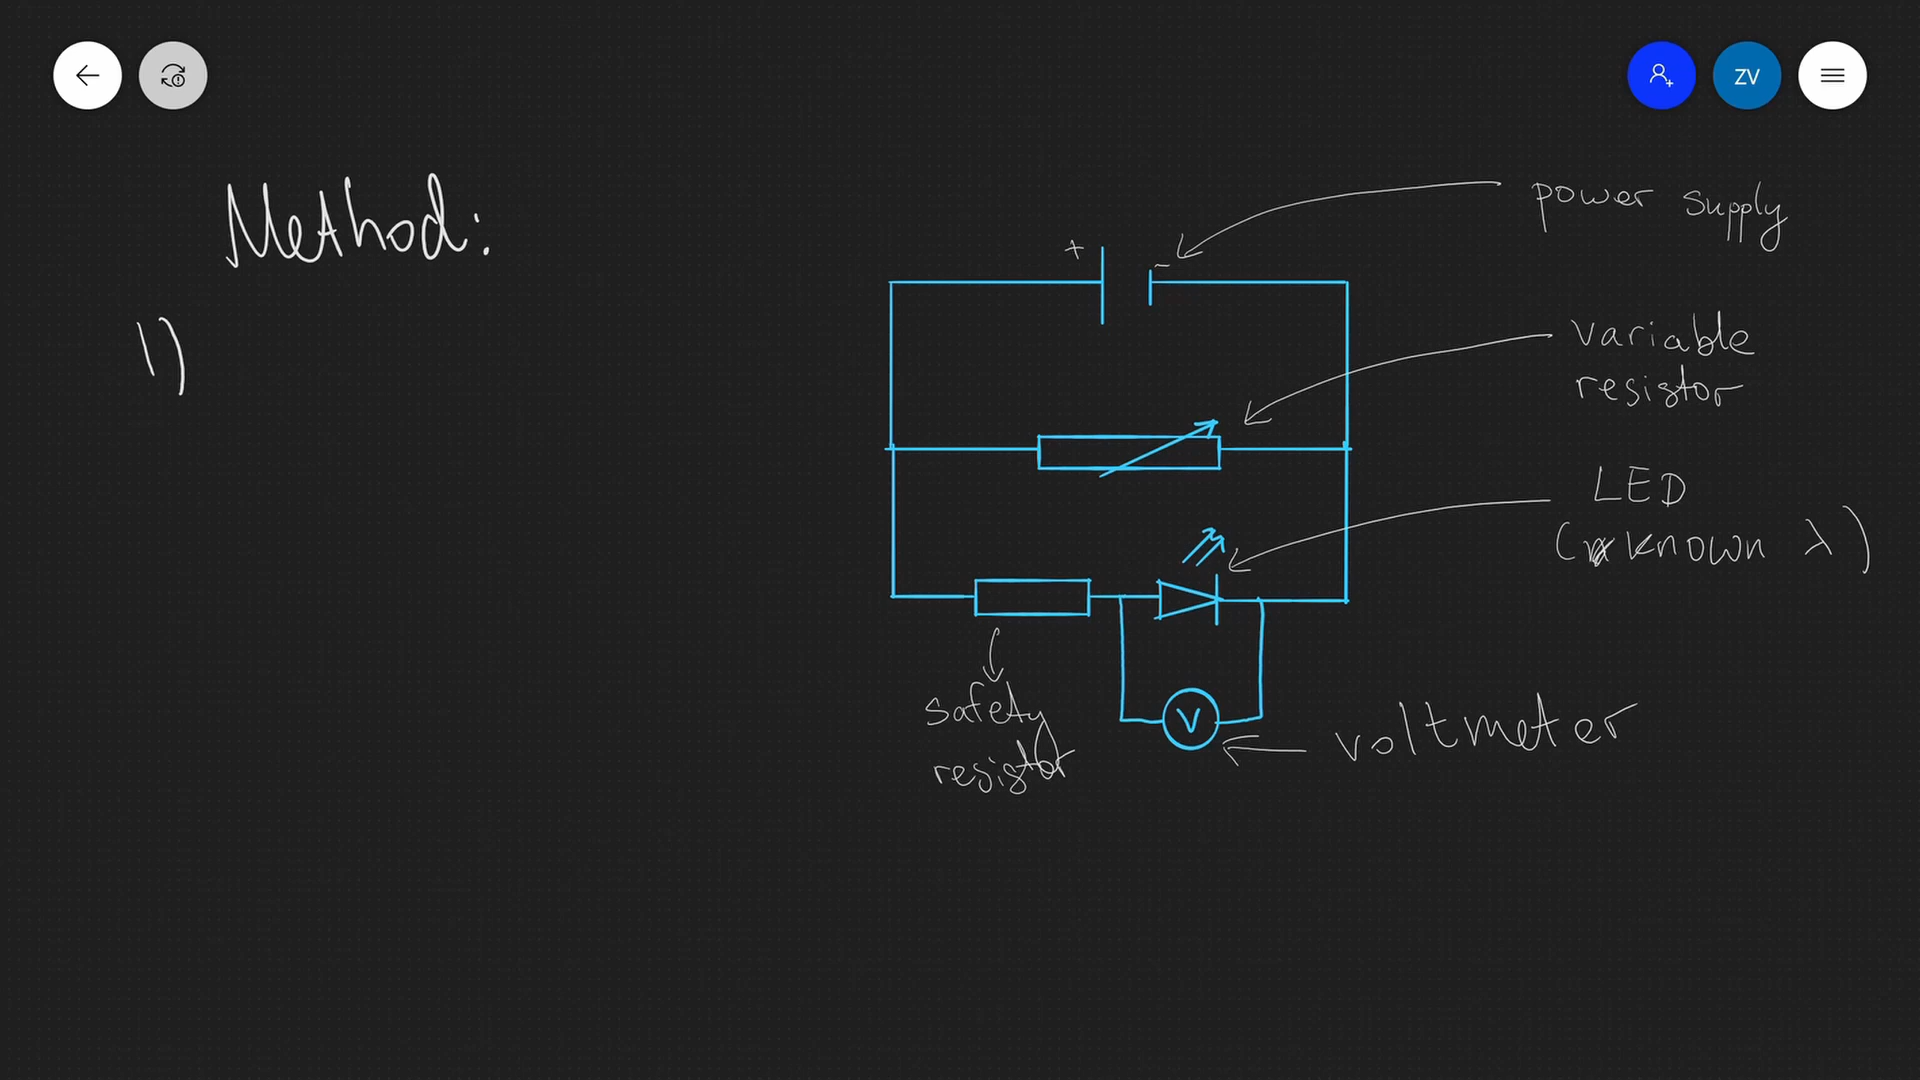 ZV
Method:
1)
+
-
power supply
variable
resistor
LED
(known λ)
safety
resistor
V
voltmeter